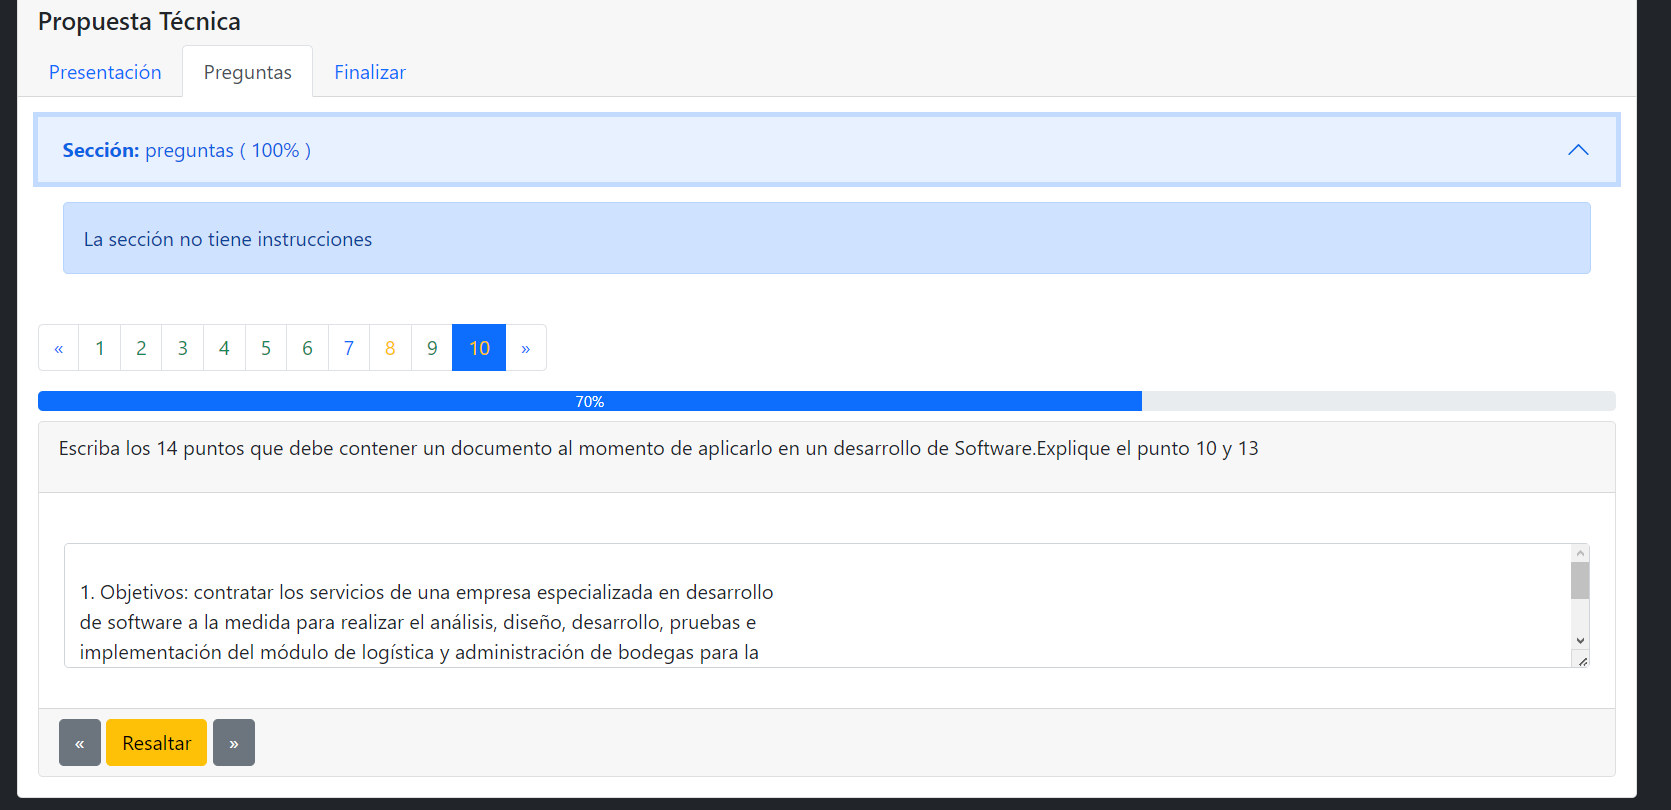 Propuesta Técnica
Presentación
Preguntas
Finalizar
Sección: preguntas ( 100% )
La sección no tiene instrucciones
« 1 2 3 4 5 6 7 8 9 10 »
70%
Escriba los 14 puntos que debe contener un documento al momento de aplicarlo en un desarrollo de Software.Explique el punto 10 y 13
1. Objetivos: contratar los servicios de una empresa especializada en desarrollo
de software a la medida para realizar el análisis, diseño, desarrollo, pruebas e
implementación del módulo de logística y administración de bodegas para la
« Resaltar »